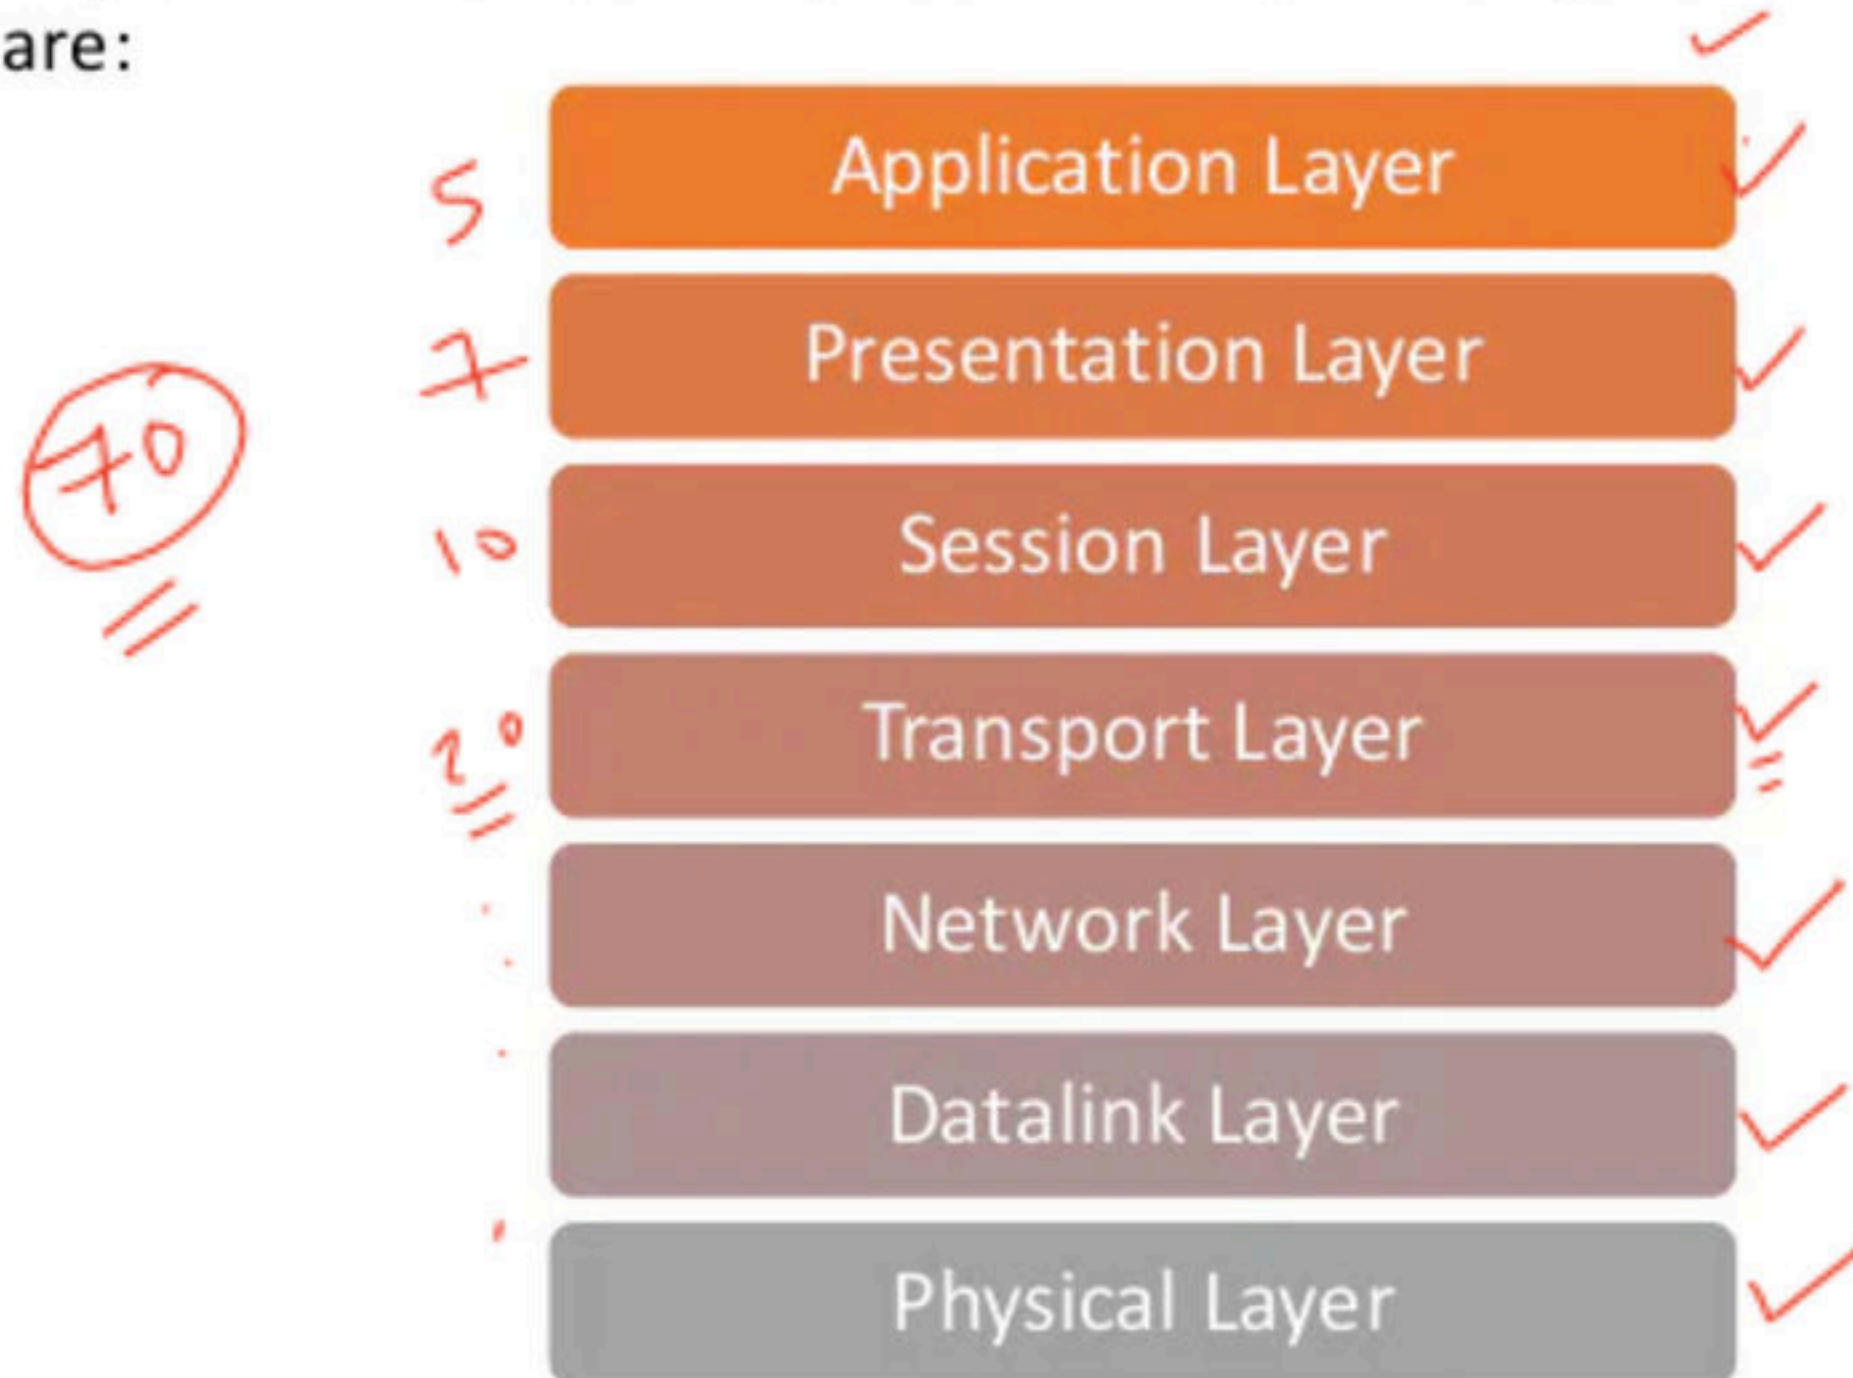 are:
5 Application Layer
7 Presentation Layer
70
10 Session Layer
20 Transport Layer
Network Layer
Datalink Layer
Physical Layer